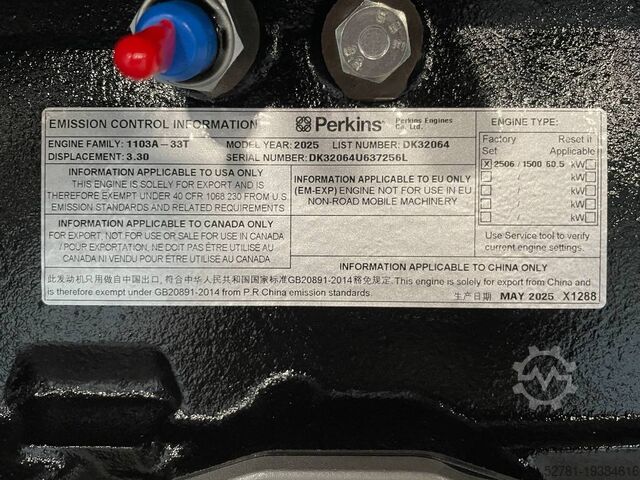 EMISSION CONTROL INFORMATION
Perkins
Perkins Engines
Co. Ltd.
ENGINE FAMILY: 1103A-33T MODEL YEAR: 2025 LIST NUMBER: DK32064
DISPLACEMENT: 3.30 SERIAL NUMBER: DK32064U637256L
INFORMATION APPLICABLE TO USA ONLY
THIS ENGINE IS SOLELY FOR EXPORT AND IS
THEREFORE EXEMPT UNDER 40 CFR 1068.230 FROM U.S.
EMISSION STANDARDS AND RELATED REQUIREMENTS
INFORMATION APPLICABLE TO CANADA ONLY
FOR EXPORT, NOT FOR USE OR SALE FOR USE IN CANADA
/ POUR EXPORTATION, NE DOIT PAS ÊTRE UTILISE AU
CANADA NI VENDU POUR ÊTRE UTILISÉ AU CANADA
INFORMATION APPLICABLE TO EU ONLY
(EM-EXP) ENGINE NOT FOR USE IN EU
NON-ROAD MOBILE MACHINERY.
ENGINE TYPE:
Factory Reset if
Set Applicable
X 2506 / 1500 60.5 kW
kW
kW
kW
Use Service tool to verify
current engine settings.
INFORMATION APPLICABLE TO CHINA ONLY
此发动机只用做自中国出口, 符合中华人民共和国国家标准GB20891-2014豁免规定. This engine is solely for export from China and
is therefore exempt under GB20891-2014 from P.R.China emission standards.
生产日期 MAY 2025 X1288
52781-19384616